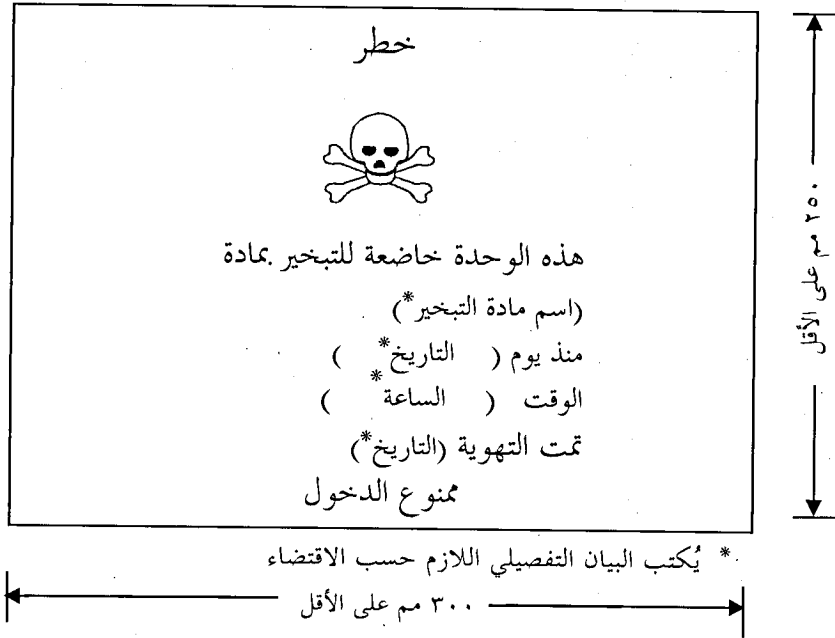 خطر
هذه الوحدة خاضعة للتبخير بمادة
(اسم مادة التبخير*)
منذ يوم ( التاريخ* )
الوقت ( الساعة* )
تمت التهوية (التاريخ*)
ممنوع الدخول
* يُكتب البيان التفصيلي اللازم حسب الاقتضاء
٣٠٠ مم على الأقل
٢٥٠ مم على الأقل